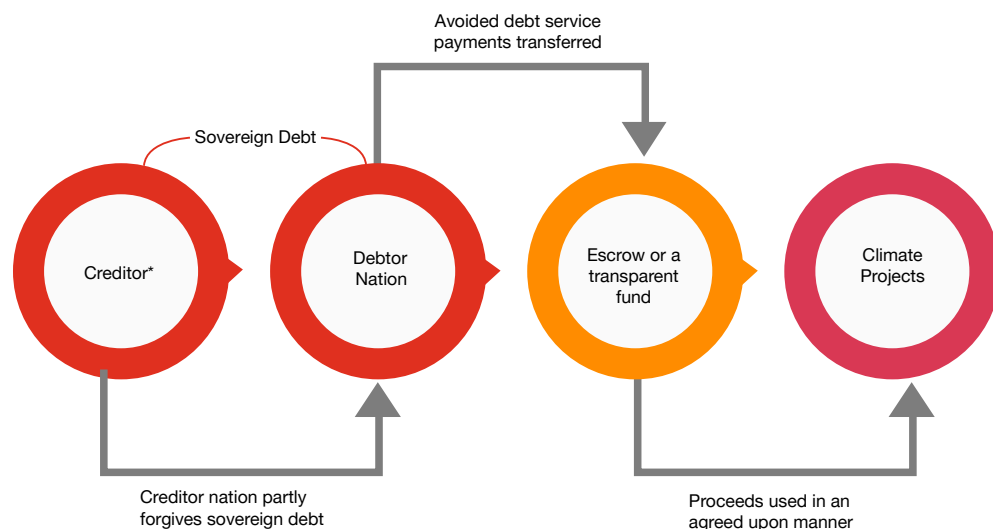 Avoided debt service
payments transferred
Sovereign Debt
Creditor*
Debtor
Nation
Escrow or a
transparent
fund
Climate
Projects
Creditor nation partly
forgives sovereign debt
Proceeds used in an
agreed upon manner